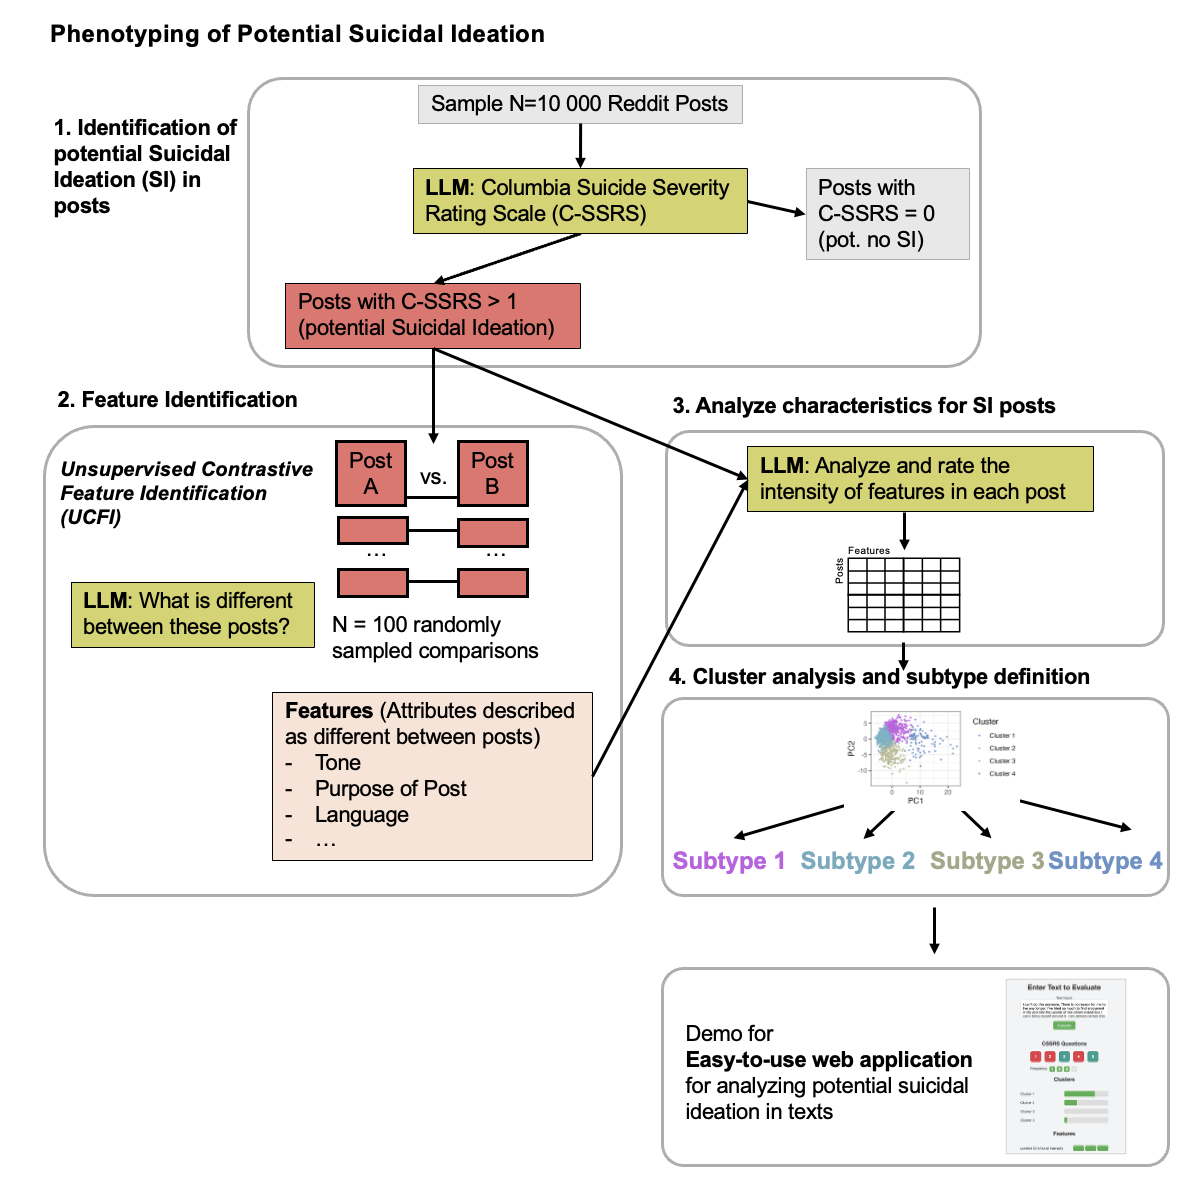 Phenotyping of Potential Suicidal Ideation
1. Identification of
potential Suicidal
Ideation (SI) in
posts
Sample N=10 000 Reddit Posts
LLM: Columbia Suicide Severity
Rating Scale (C-SSRS)
Posts with
C-SSRS = 0
(pot. no SI)
Posts with C-SSRS > 1
(potential Suicidal Ideation)
2. Feature Identification
Unsupervised Contrastive
Feature Identification
(UCFI)
Post
A
vs.
Post
B
...
...
LLM: What is different
between these posts?
N = 100 randomly
sampled comparisons
Features (Attributes described
as different between posts)
- Tone
- Purpose of Post
- Language
- ...
3. Analyze characteristics for SI posts
LLM: Analyze and rate the
intensity of features in each post
Features
Posts
4. Cluster analysis and subtype definition
PC2
5
0
-5
-10
0
10
20
PC1
Cluster
Cluster 1
Cluster 2
Cluster 3
Cluster 4
Subtype 1
Subtype 2
Subtype 3
Subtype 4
Demo for
Easy-to-use web application
for analyzing potential suicidal
ideation in texts
Enter Text to Evaluate
CSSRS Questions
1 2 3 4 5
Frequency
Clusters
Cluster 1
Cluster 2
Cluster 3
Cluster 4
Features